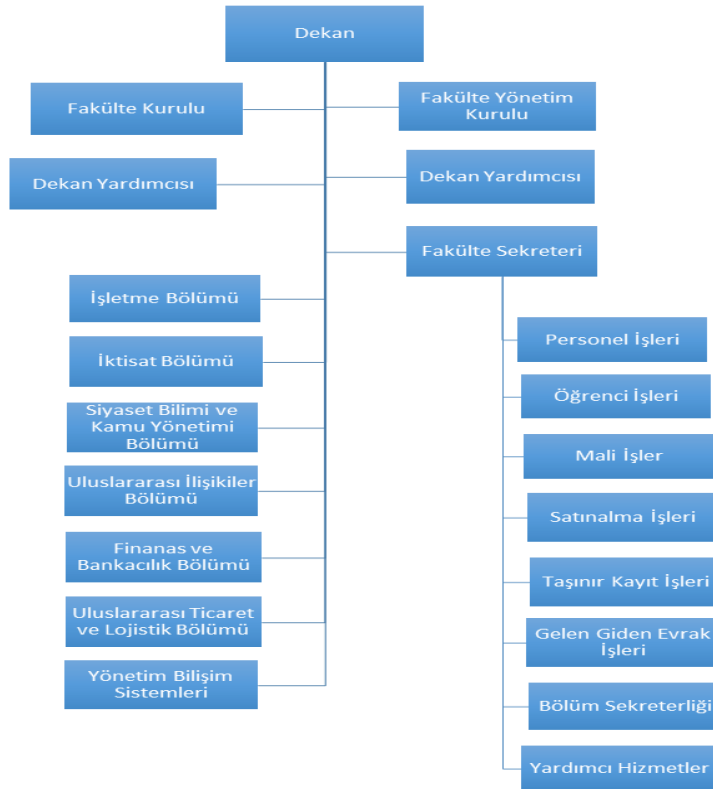 Dekan
Fakülte Kurulu
Fakülte Yönetim
Kurulu
Dekan Yardımcısı
Dekan Yardımcısı
Fakülte Sekreteri
İşletme Bölümü
İktisat Bölümü
Siyaset Bilimi ve
Kamu Yönetimi
Bölümü
Uluslararası İlişikiler
Bölümü
Finanas ve
Bankacılık Bölümü
Uluslararası Ticaret
ve Lojistik Bölümü
Yönetim Bilişim
Sistemleri
Personel İşleri
Öğrenci İşleri
Mali İşler
Satınalma İşleri
Taşınır Kayıt İşleri
Gelen Giden Evrak
İşleri
Bölüm Sekreterliği
Yardımcı Hizmetler